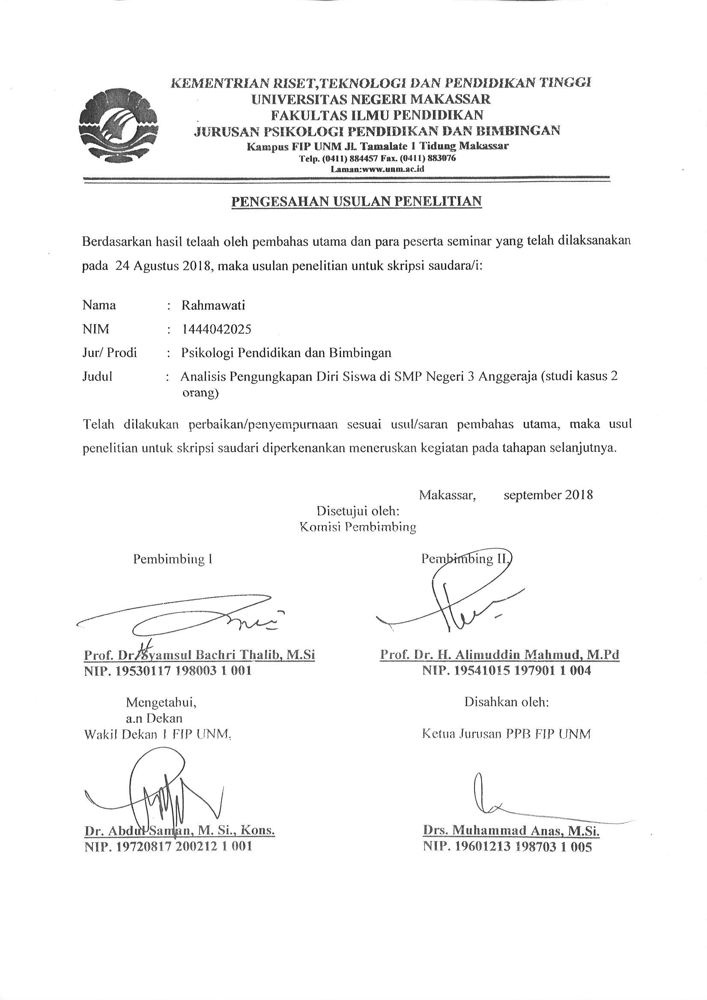 KEMENTRIAN RISET,TEKNOLOGI DAN PENDIDIKAN TINGGI
UNIVERSITAS NEGERI MAKASSAR
FAKULTAS ILMU PENDIDIKAN
JURUSAN PSIKOLOGI PENDIDIKAN DAN BIMBINGAN
Kampus FIP UNM Jl. Tamalate 1 Tidung Makassar
Telp. (0411) 884457 Fax. (0411) 883076
Laman:www.unm.ac.id
PENGESAHAN USULAN PENELITIAN
Berdasarkan hasil telaah oleh pembahas utama dan para peserta seminar yang telah dilaksanakan
pada 24 Agustus 2018, maka usulan penelitian untuk skripsi saudara/i:
Nama : Rahmawati
NIM : 1444042025
Jur/ Prodi : Psikologi Pendidikan dan Bimbingan
Judul : Analisis Pengungkapan Diri Siswa di SMP Negeri 3 Anggeraja (studi kasus 2
orang)
Telah dilakukan perbaikan/penyempurnaan sesuai usul/saran pembahas utama, maka usul
penelitian untuk skripsi saudari diperkenankan meneruskan kegiatan pada tahapan selanjutnya.
Makassar, september 2018
Disetujui oleh:
Komisi Pembimbing
Pembimbing I Pembimbing II,
Prof. Dr. H Syamsul Bachri Thalib, M.Si Prof. Dr. H. Alimuddin Mahmud, M.Pd
NIP. 19530117 198003 1 001 NIP. 19541015 197901 1 004
Mengetahui, Disahkan oleh:
a.n Dekan
Wakil Dekan 1 FIP UNM, Ketua Jurusan PPB FIP UNM
Dr. Abdul Saman, M. Si., Kons. Drs. Muhammad Anas, M.Si.
NIP. 19720817 200212 1 001 NIP. 19601213 198703 1 005